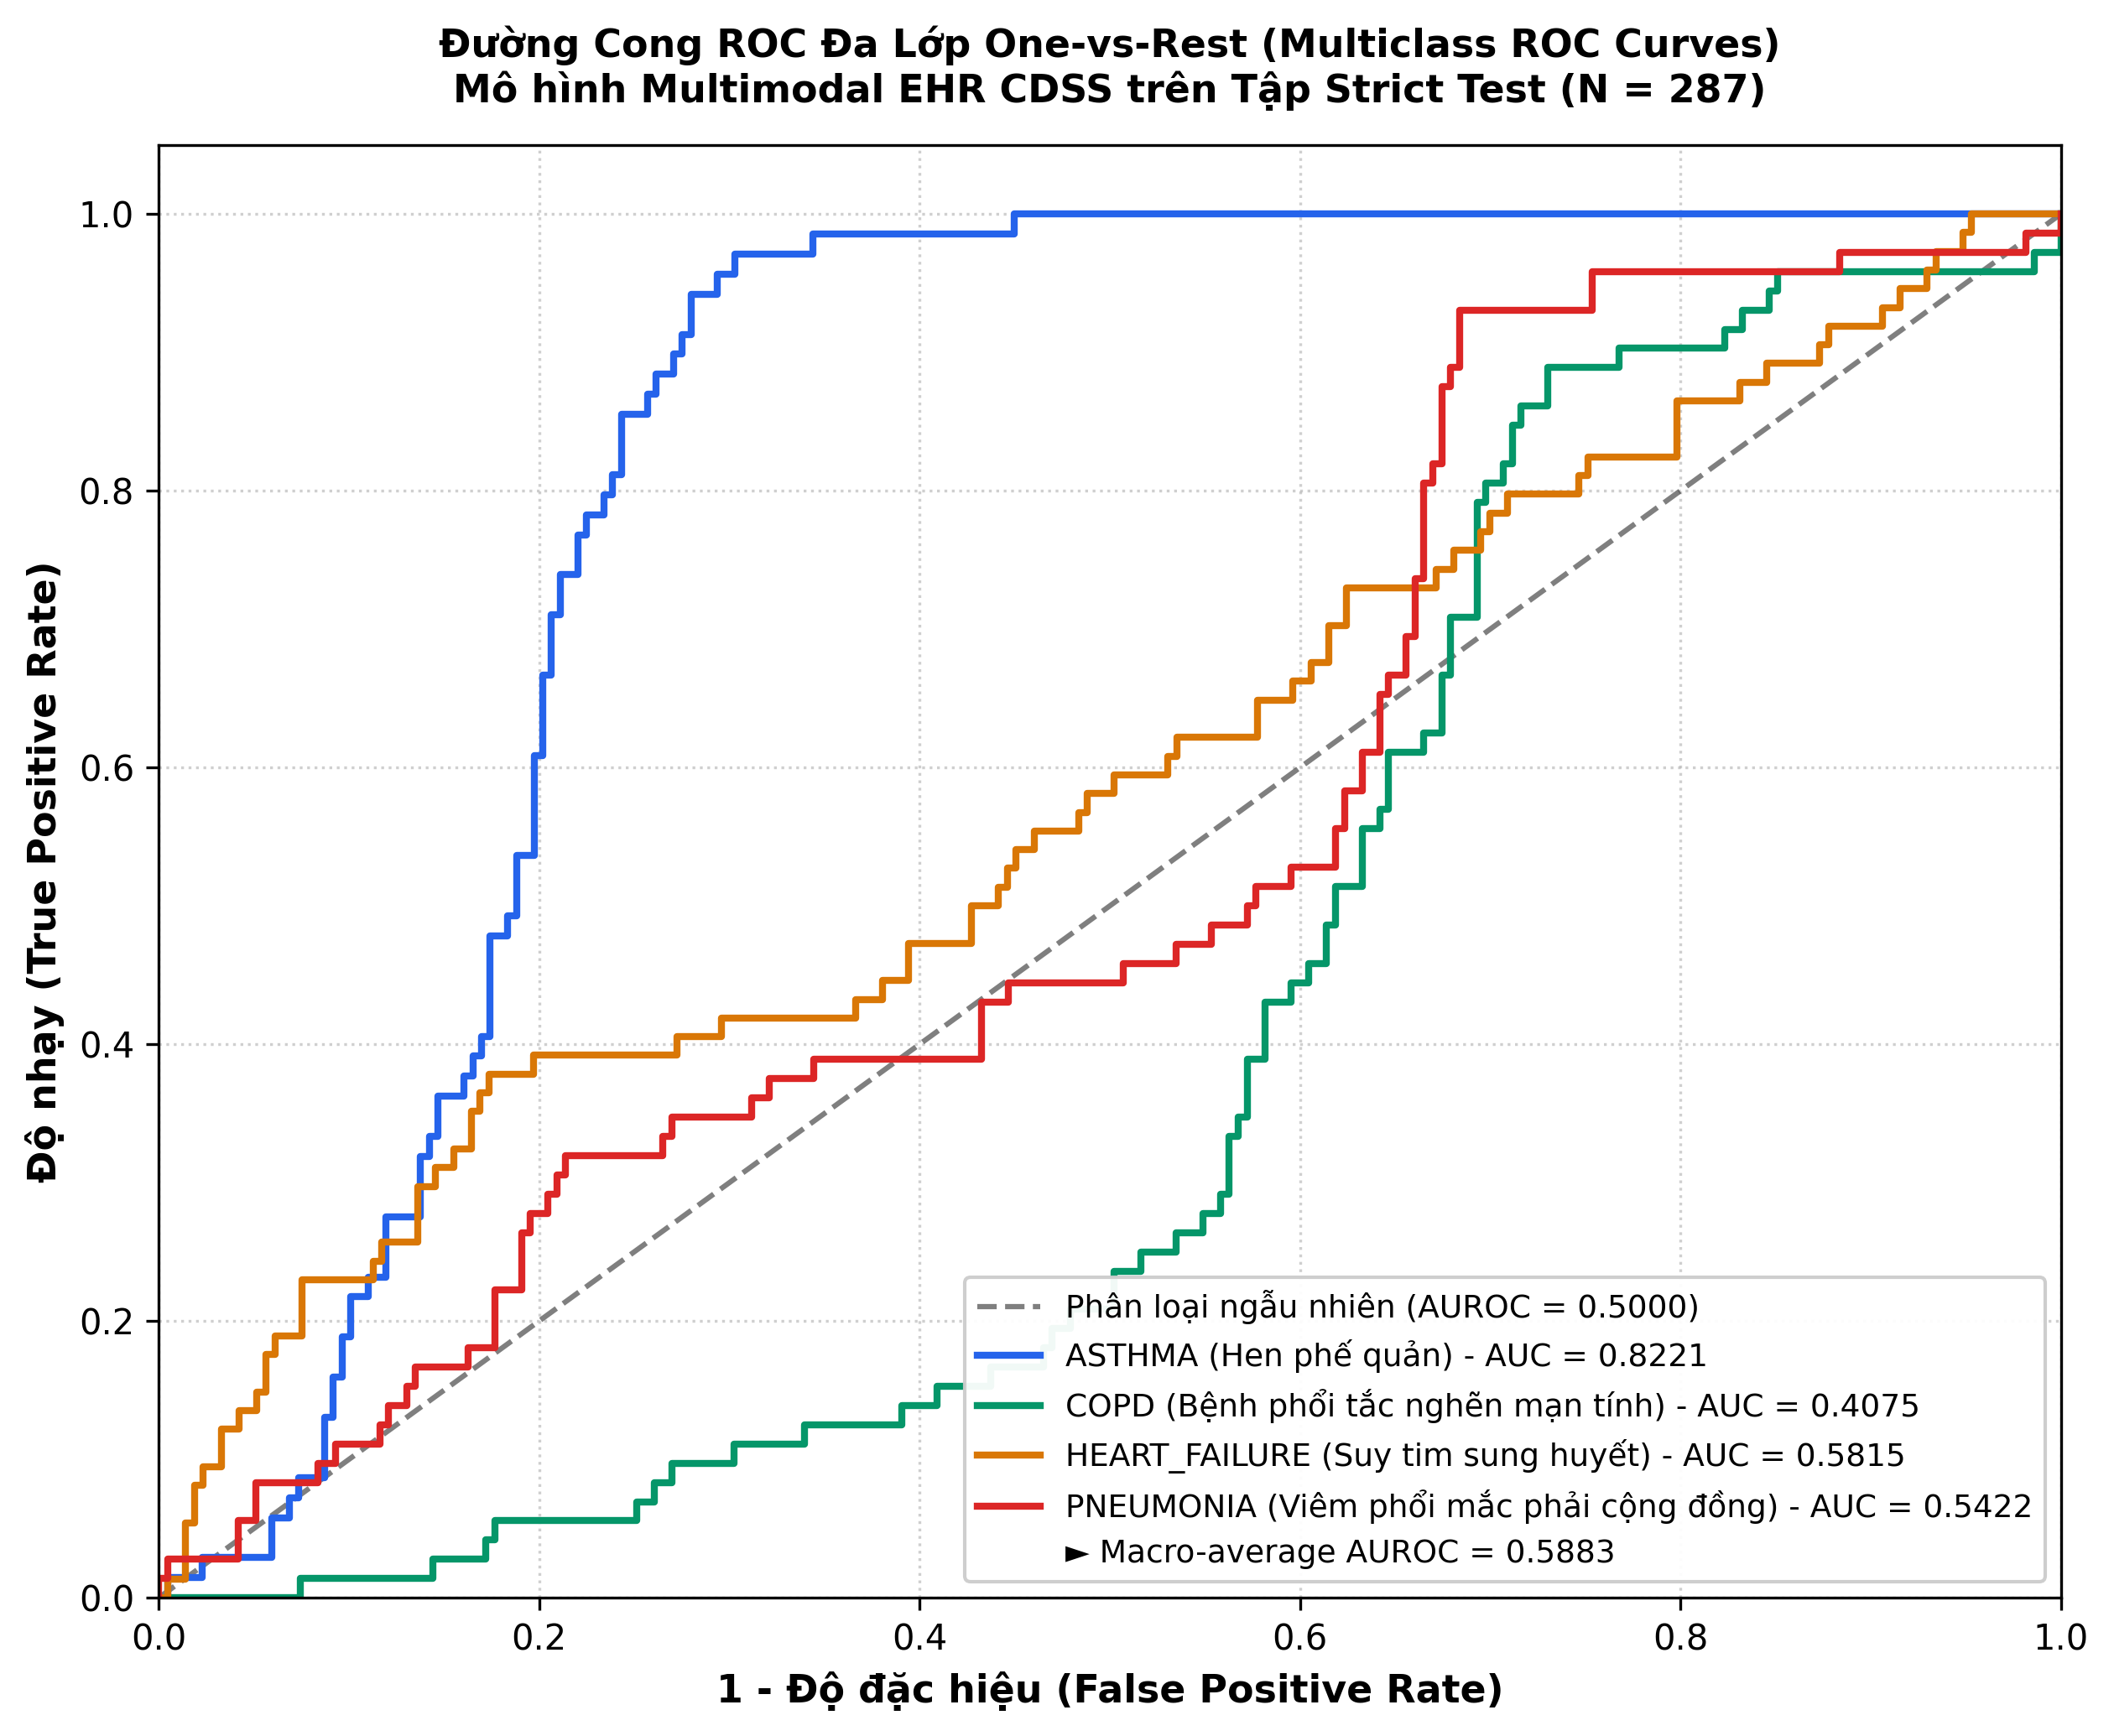 Đường Cong ROC Đa Lớp One-vs-Rest (Multiclass ROC Curves)
Mô hình Multimodal EHR CDSS trên Tập Strict Test (N = 287)
Độ nhạy (True Positive Rate)
1.0
0.8
0.6
0.4
0.2
0.0
Phân loại ngẫu nhiên (AUROC = 0.5000)
ASTHMA (Hen phế quản) - AUC = 0.8221
COPD (Bệnh phổi tắc nghẽn mạn tính) - AUC = 0.4075
HEART_FAILURE (Suy tim sung huyết) - AUC = 0.5815
PNEUMONIA (Viêm phổi mắc phải cộng đồng) - AUC = 0.5422
► Macro-average AUROC = 0.5883
0.0 0.2 0.4 0.6 0.8 1.0
1 - Độ đặc hiệu (False Positive Rate)